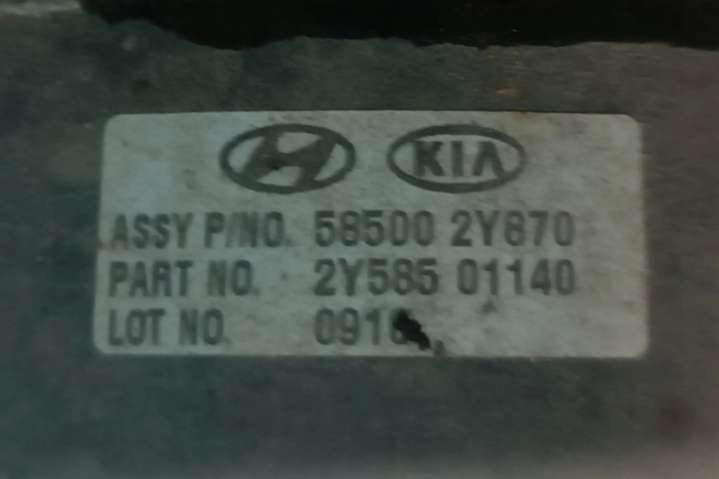 KIA
ASSY P/NO. 58500 2Y870
PART NO. 2Y585 01140
LOT NO.